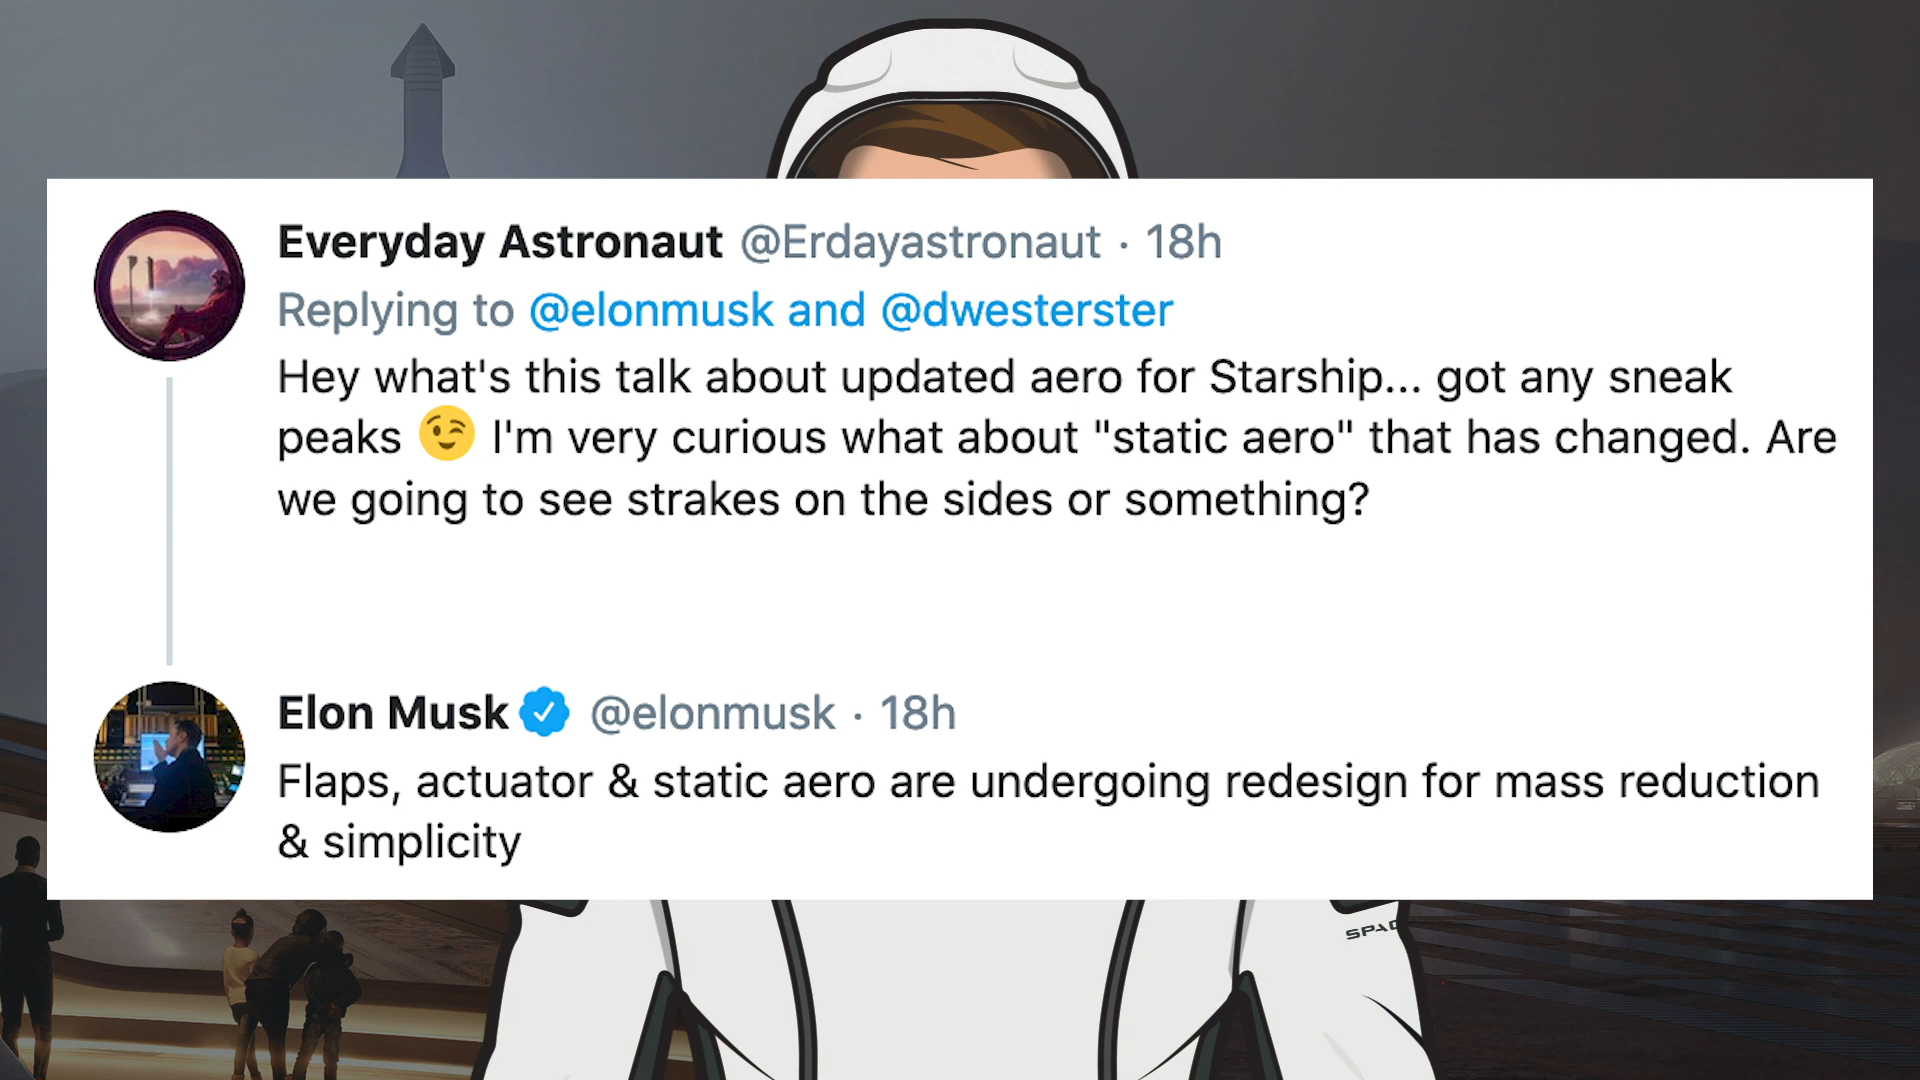 Everyday Astronaut @Erdayastronaut · 18h
Replying to @elonmusk and @dwesterster
Hey what's this talk about updated aero for Starship... got any sneak
peaks 😉 I'm very curious what about "static aero" that has changed. Are
we going to see strakes on the sides or something?
Elon Musk @elonmusk · 18h
Flaps, actuator & static aero are undergoing redesign for mass reduction
& simplicity
SPAC